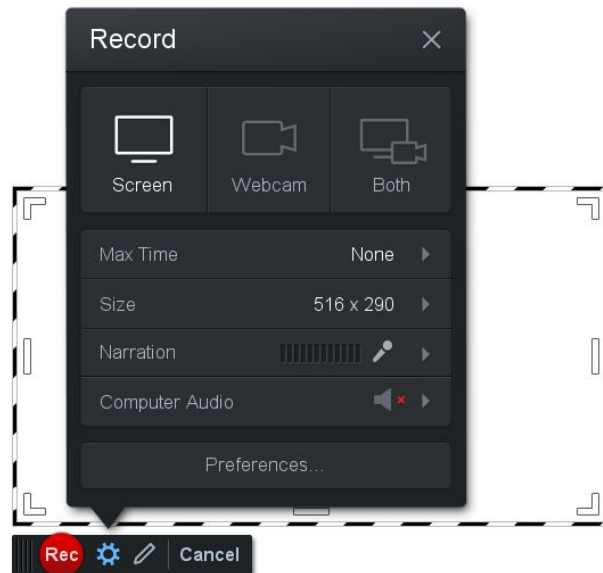 Record
Screen Webcam Both
Max Time None
Size 516 x 290
Narration
Computer Audio
Preferences...
Rec Cancel